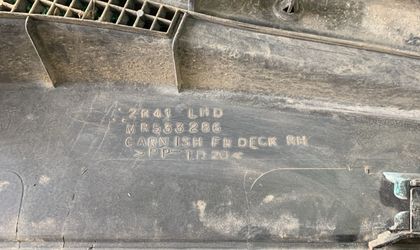 2R41 LHD
MR533286
GARNISH FR DECK RH
>PP-TD20<